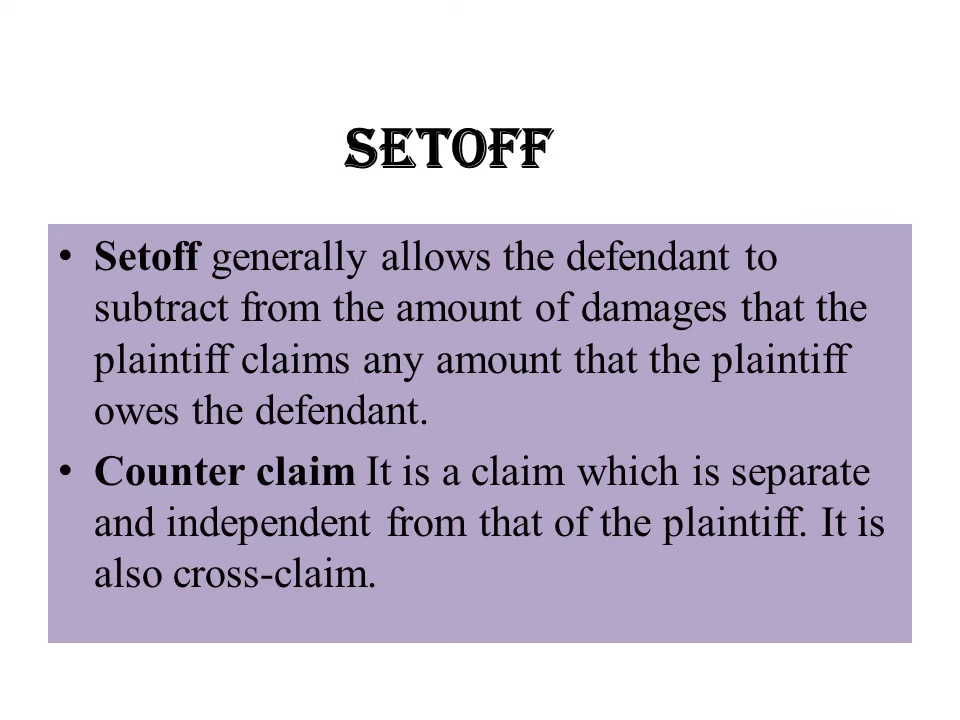 SETOFF
• Setoff generally allows the defendant to
subtract from the amount of damages that the
plaintiff claims any amount that the plaintiff
owes the defendant.
• Counter claim It is a claim which is separate
and independent from that of the plaintiff. It is
also cross-claim.